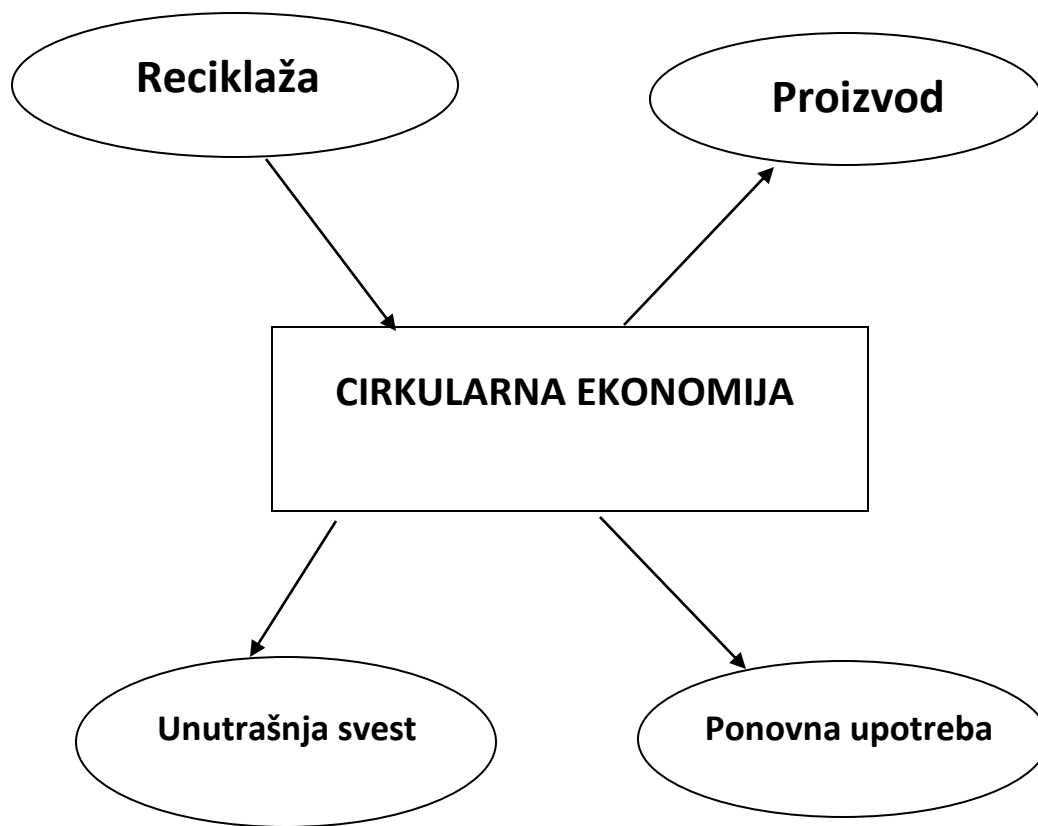 Reciklaža
Proizvod
CIRKULARNA EKONOMIJA
Unutrašnja svest
Ponovna upotreba